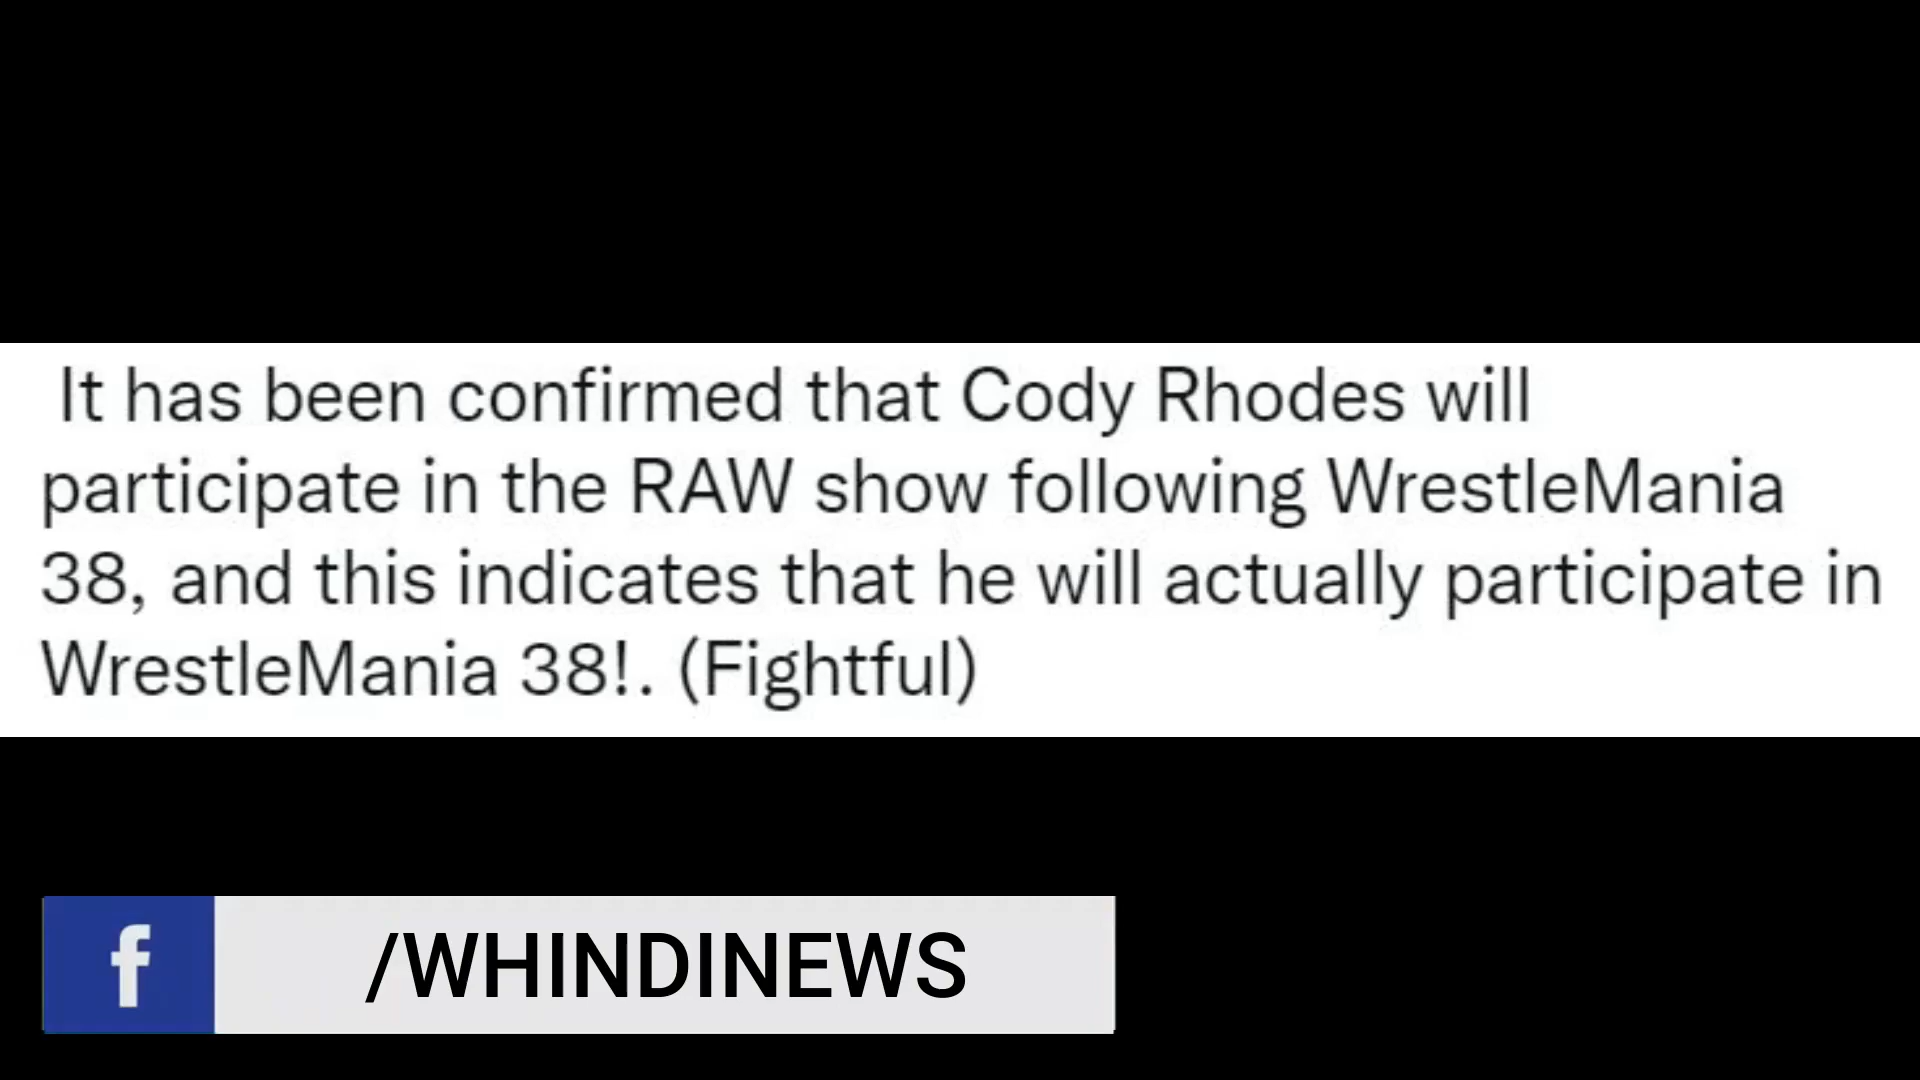 It has been confirmed that Cody Rhodes will
participate in the RAW show following WrestleMania
38, and this indicates that he will actually participate in
WrestleMania 38!. (Fightful)
f
/WHINDINEWS